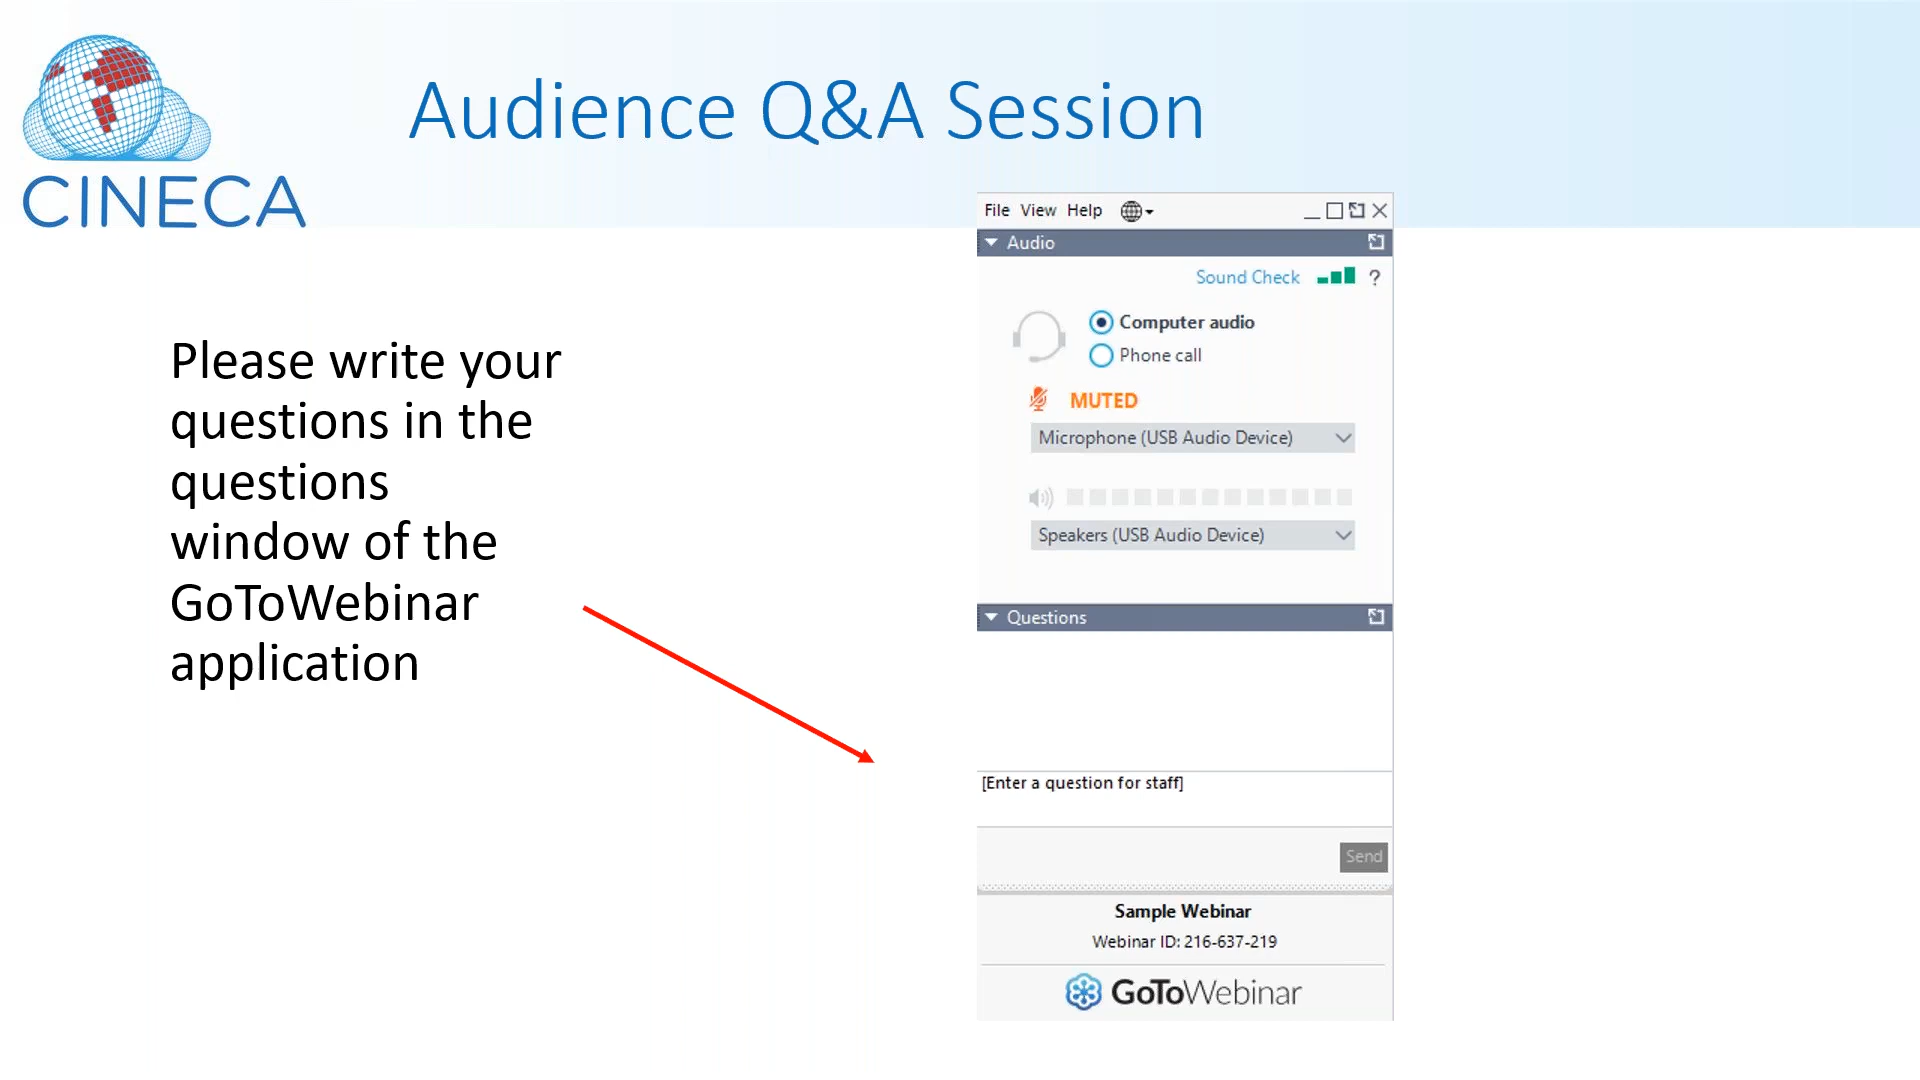 CINECA
Audience Q&A Session
Please write your
questions in the
questions
window of the
GoToWebinar
application
File View Help
Audio
Sound Check ?
Computer audio
Phone call
MUTED
Microphone (USB Audio Device)
Speakers (USB Audio Device)
Questions
[Enter a question for staff]
Send
Sample Webinar
Webinar ID: 216-637-219
GoToWebinar